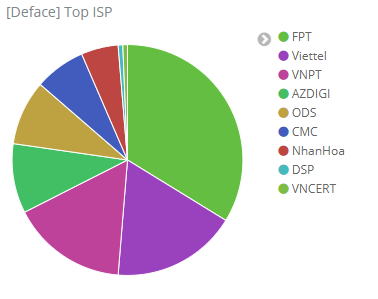 [Deface] Top ISP
FPT
Viettel
VNPT
AZDIGI
ODS
CMC
NhanHoa
DSP
VNCERT